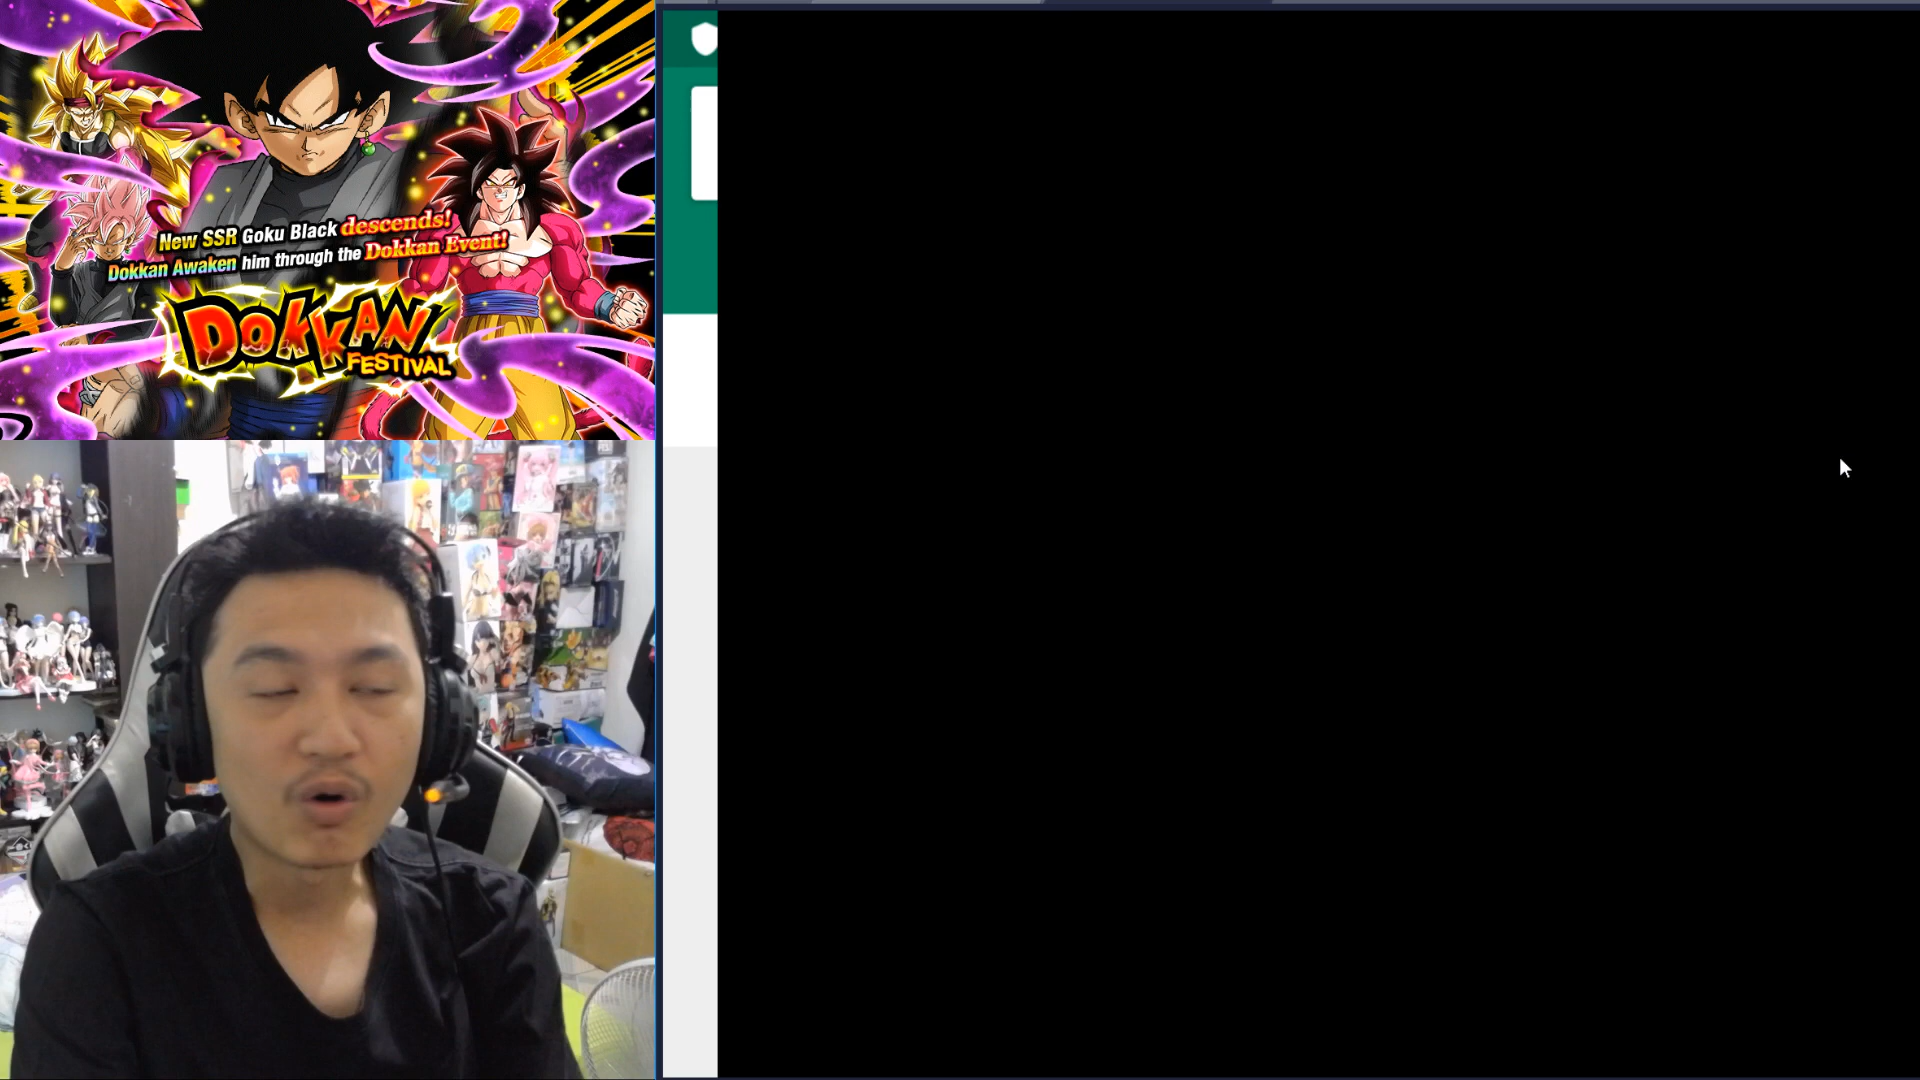 New SSR Goku Black descends!
Dokkan Awaken him through the Dokkan Event!
DOKKAN
FESTIVAL